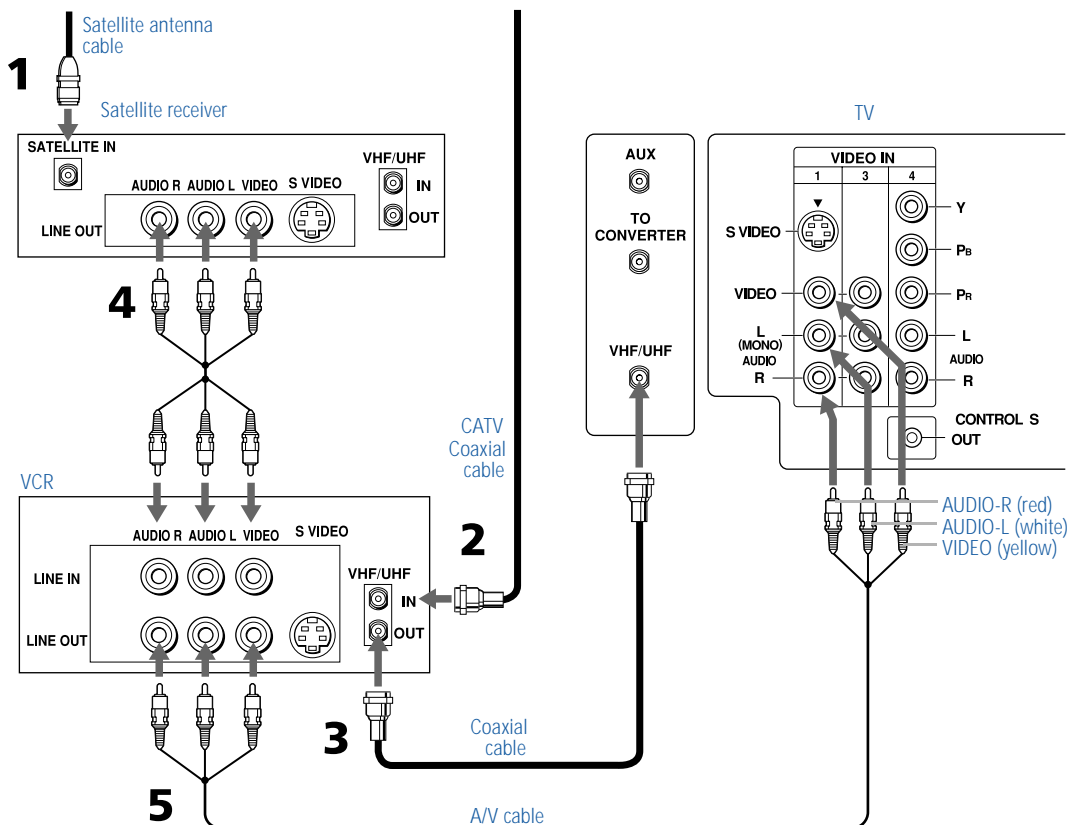 Satellite antenna
cable
1
Satellite receiver
SATELLITE IN
VHF/UHF
IN
OUT
AUDIO R AUDIO L VIDEO S VIDEO
LINE OUT
4
VCR
AUDIO R AUDIO L VIDEO S VIDEO
LINE IN
LINE OUT
VHF/UHF
IN
OUT
CATV
Coaxial
cable
2
3
Coaxial
cable
5
A/V cable
AUX
TO
CONVERTER
VHF/UHF
TV
VIDEO IN
1 3 4
S VIDEO
VIDEO
L
(MONO)
AUDIO
R
Y
PB
PR
L
AUDIO
R
CONTROL S
OUT
AUDIO-R (red)
AUDIO-L (white)
VIDEO (yellow)